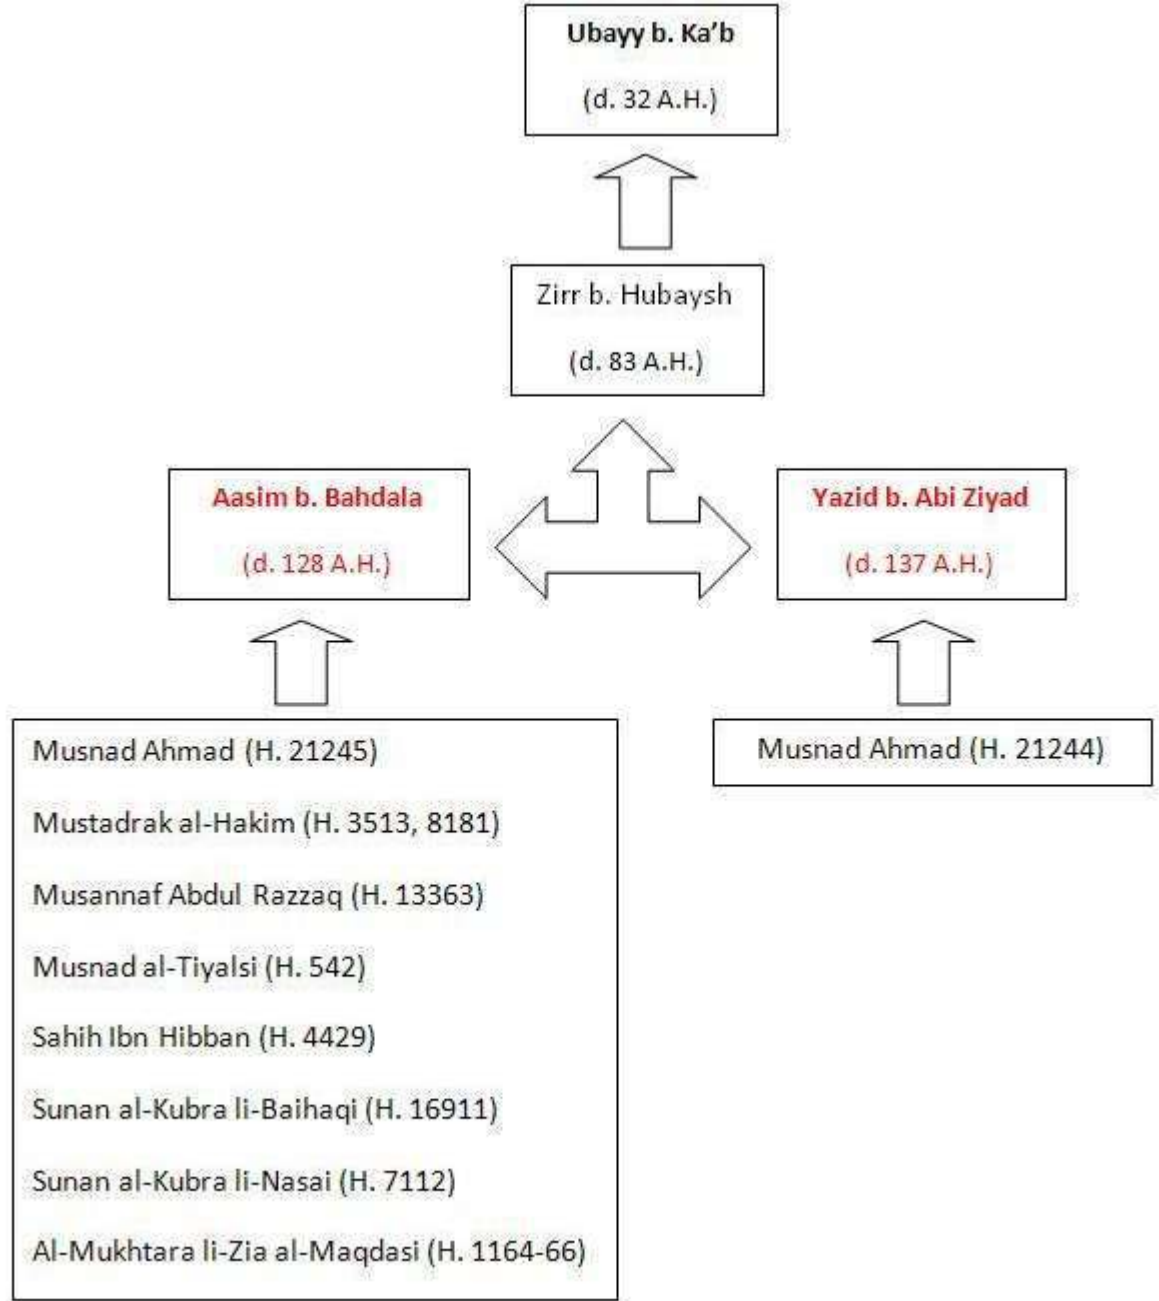 Ubayy b. Ka’b
(d. 32 A.H.)
Zirr b. Hubaysh
(d. 83 A.H.)
Aasim b. Bahdala
(d. 128 A.H.)
Yazid b. Abi Ziyad
(d. 137 A.H.)
Musnad Ahmad (H. 21245)
Mustadrak al-Hakim (H. 3513, 8181)
Musannaf Abdul Razzaq (H. 13363)
Musnad al-Tiyalsi (H. 542)
Sahih Ibn Hibban (H. 4429)
Sunan al-Kubra li-Baihaqi (H. 16911)
Sunan al-Kubra li-Nasai (H. 7112)
Al-Mukhtara li-Zia al-Maqdasi (H. 1164-66)
Musnad Ahmad (H. 21244)